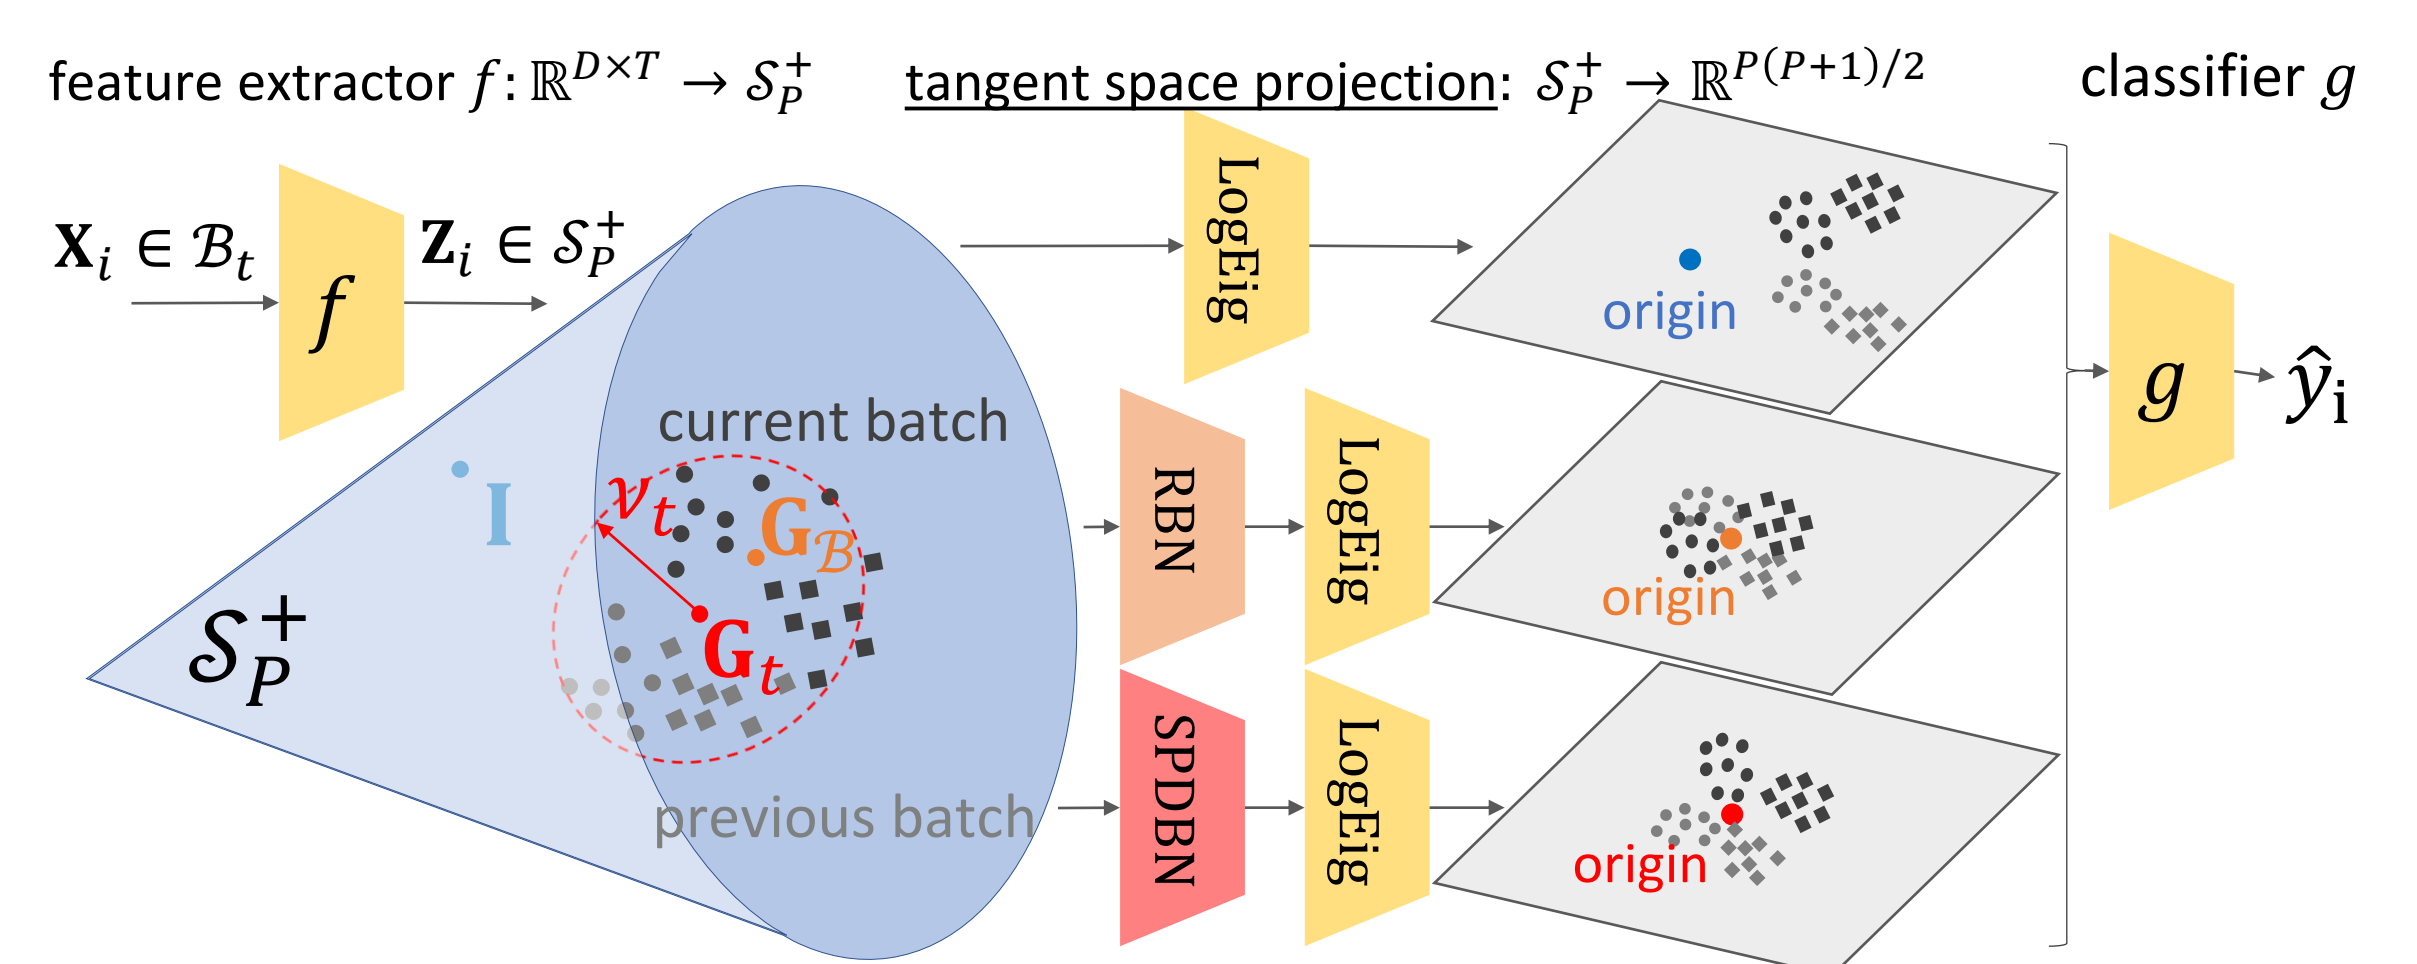 feature extractor f: ℝ^{D×T} → 𝒮_P^+
tangent space projection: 𝒮_P^+ → ℝ^{P(P+1)/2}
classifier g
𝐗_i ∈ ℬ_t
f
𝐙_i ∈ 𝒮_P^+
LogEig
origin
current batch
ν_t
𝐆_ℬ
𝐈
𝐆_t
𝒮_P^+
previous batch
RBN
LogEig
origin
SPDBN
LogEig
origin
g
ŷ_i